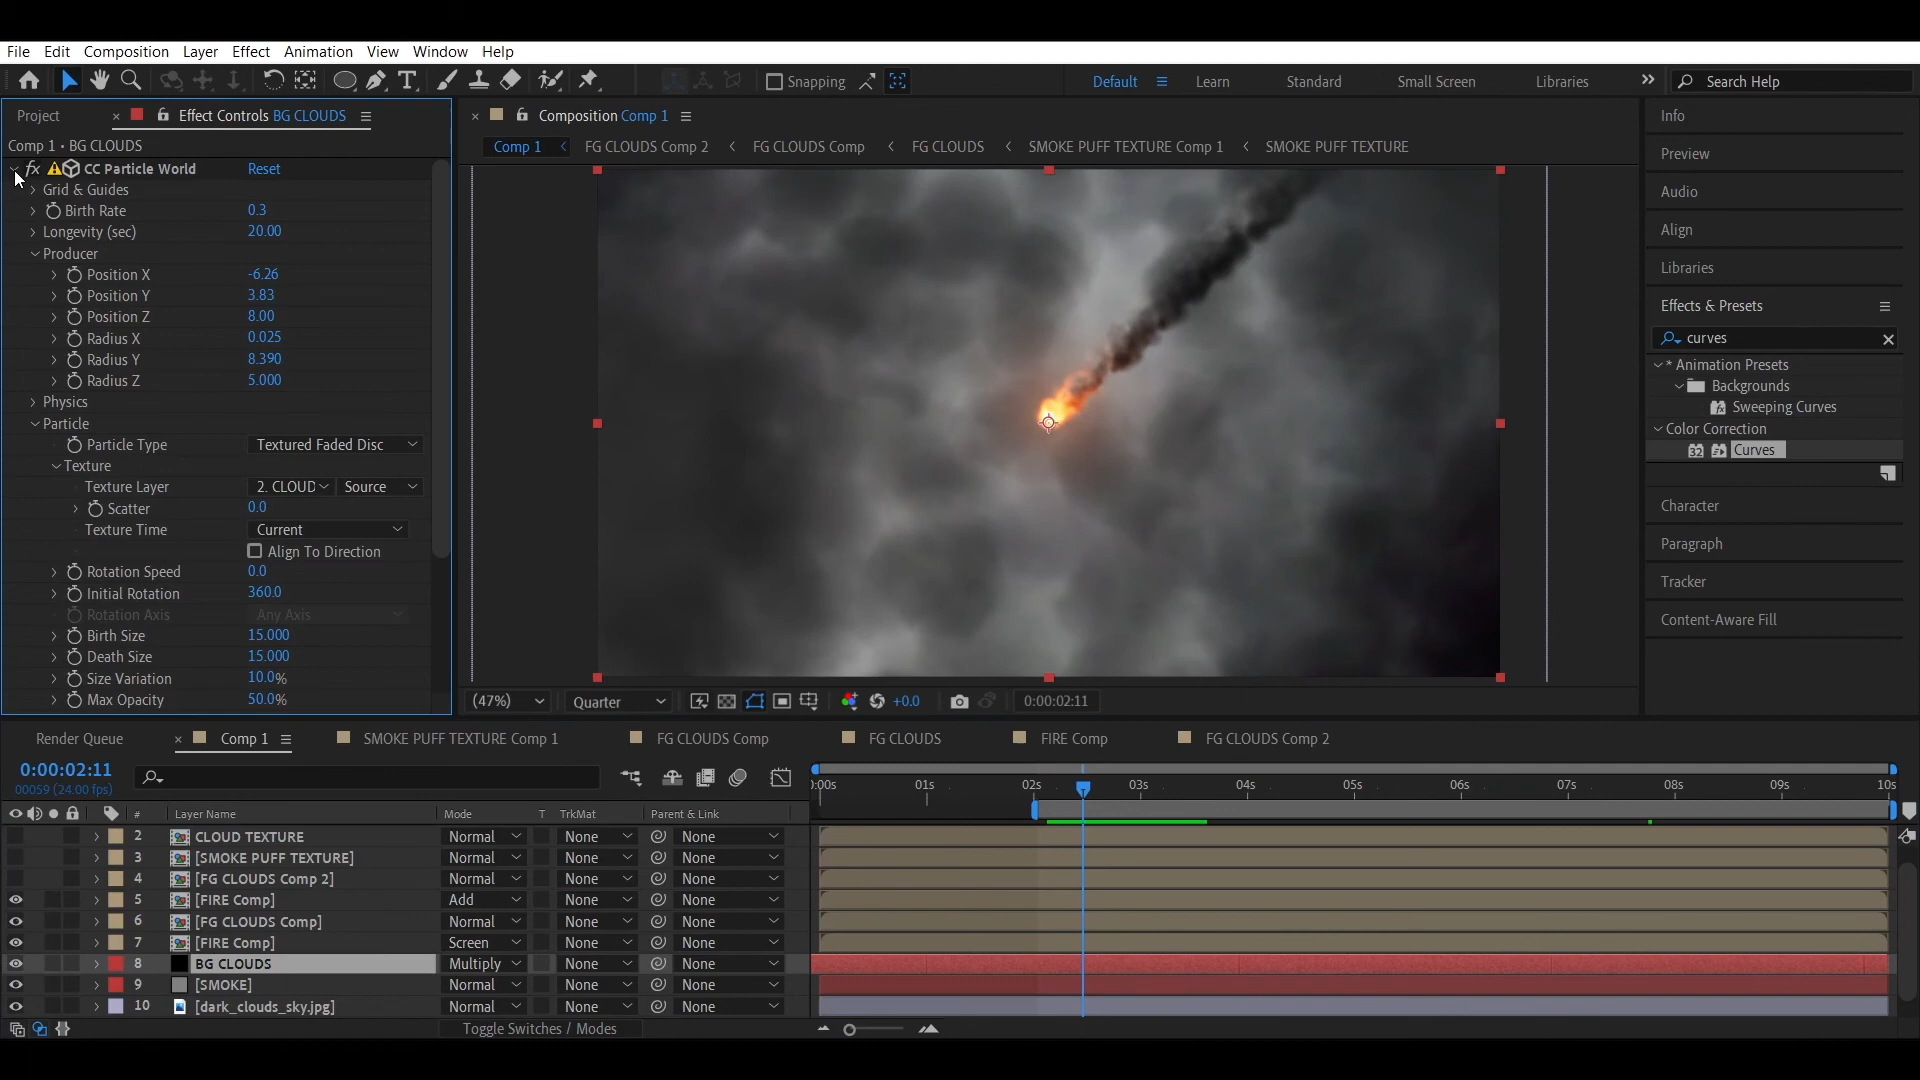 File Edit Composition Layer Effect Animation View Window Help
Snapping Default Learn Standard Small Screen Libraries Search Help
Project Effect Controls BG CLOUDS
Comp 1 • BG CLOUDS
fx CC Particle World Reset
Grid & Guides
Birth Rate 0.3
Longevity (sec) 20.00
Producer
Position X -6.26
Position Y 3.83
Position Z 8.00
Radius X 0.025
Radius Y 8.390
Radius Z 5.000
Physics
Particle
Particle Type Textured Faded Disc
Texture
Texture Layer 2. CLOUD Source
Scatter 0.0
Texture Time Current
Align To Direction
Rotation Speed 0.0
Initial Rotation 360.0
Rotation Axis Any Axis
Birth Size 15.000
Death Size 15.000
Size Variation 10.0%
Max Opacity 50.0%
Composition Comp 1
Comp 1 FG CLOUDS Comp 2 FG CLOUDS Comp FG CLOUDS SMOKE PUFF TEXTURE Comp 1 SMOKE PUFF TEXTURE
(47%) Quarter +0.0 0:00:02:11
Info
Preview
Audio
Align
Libraries
Effects & Presets
curves
* Animation Presets
Backgrounds
Sweeping Curves
Color Correction
32 Curves
Character
Paragraph
Tracker
Content-Aware Fill
Render Queue Comp 1 SMOKE PUFF TEXTURE Comp 1 FG CLOUDS Comp FG CLOUDS FIRE Comp FG CLOUDS Comp 2
0:00:02:11
00059 (24.00 fps)
):00s 01s 02s 03s 04s 05s 06s 07s 08s 09s 10s
# Layer Name Mode T TrkMat Parent & Link
2 CLOUD TEXTURE Normal None None
3 [SMOKE PUFF TEXTURE] Normal None None
4 [FG CLOUDS Comp 2] Normal None None
5 [FIRE Comp] Add None None
6 [FG CLOUDS Comp] Normal None None
7 [FIRE Comp] Screen None None
8 BG CLOUDS Multiply None None
9 [SMOKE] Normal None None
10 [dark_clouds_sky.jpg] Normal None None
Toggle Switches / Modes